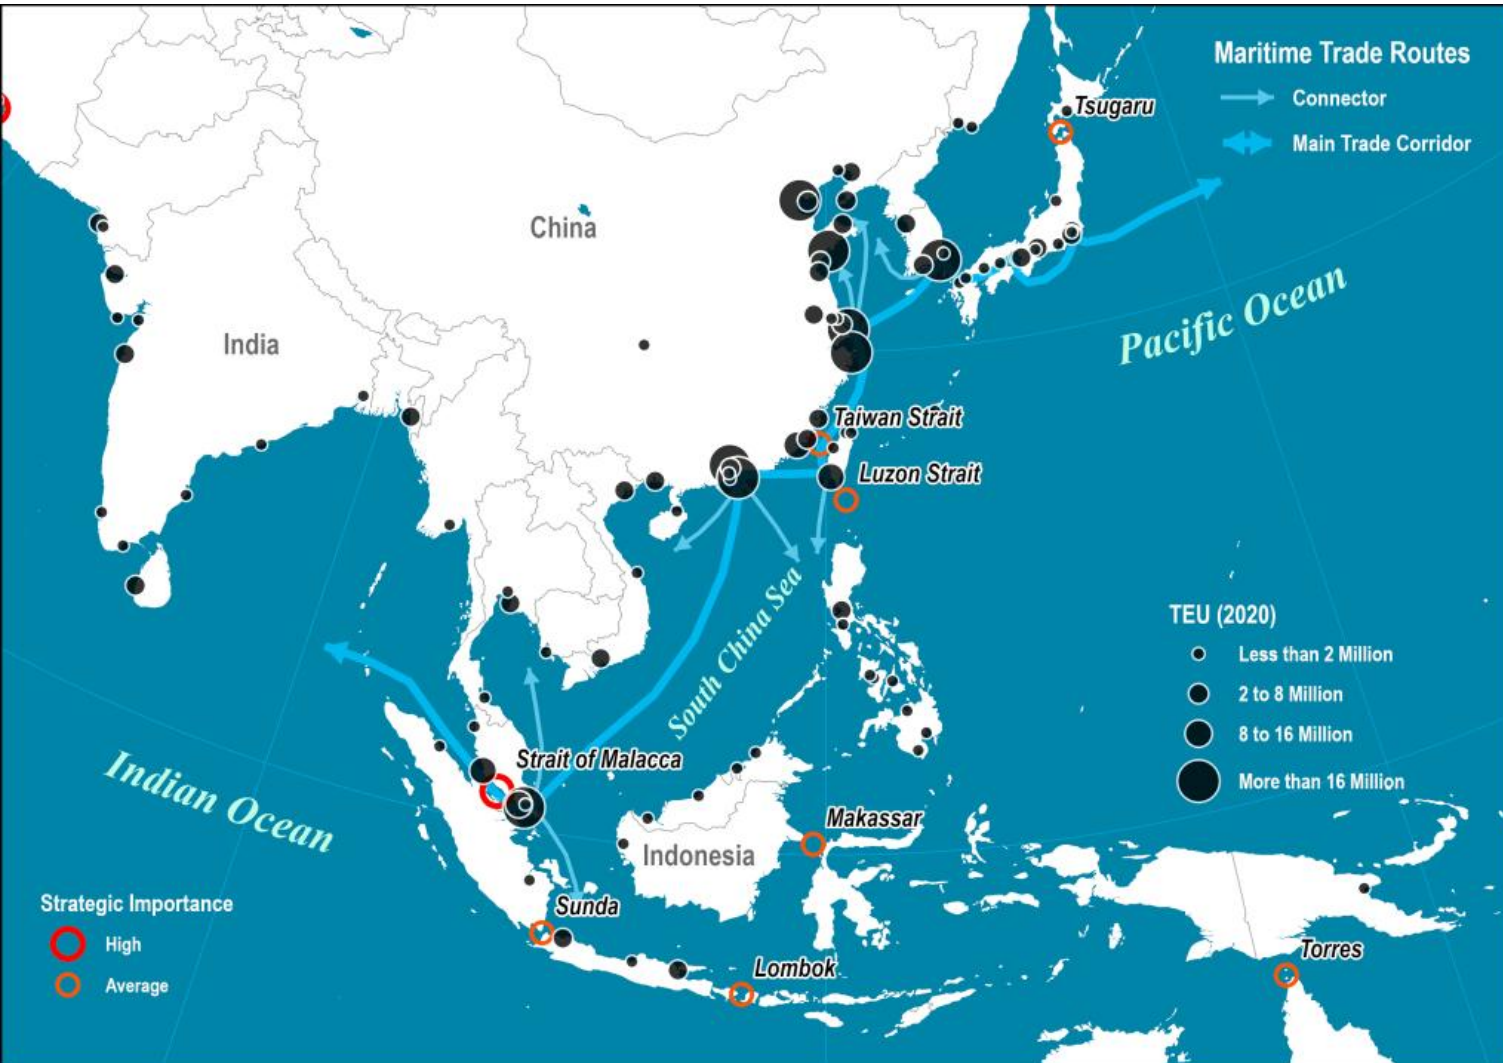 Maritime Trade Routes
Connector
Main Trade Corridor
Tsugaru
China
India
Pacific Ocean
Taiwan Strait
Luzon Strait
South China Sea
TEU (2020)
Less than 2 Million
2 to 8 Million
8 to 16 Million
More than 16 Million
Strait of Malacca
Indian Ocean
Makassar
Indonesia
Strategic Importance
High
Average
Sunda
Lombok
Torres